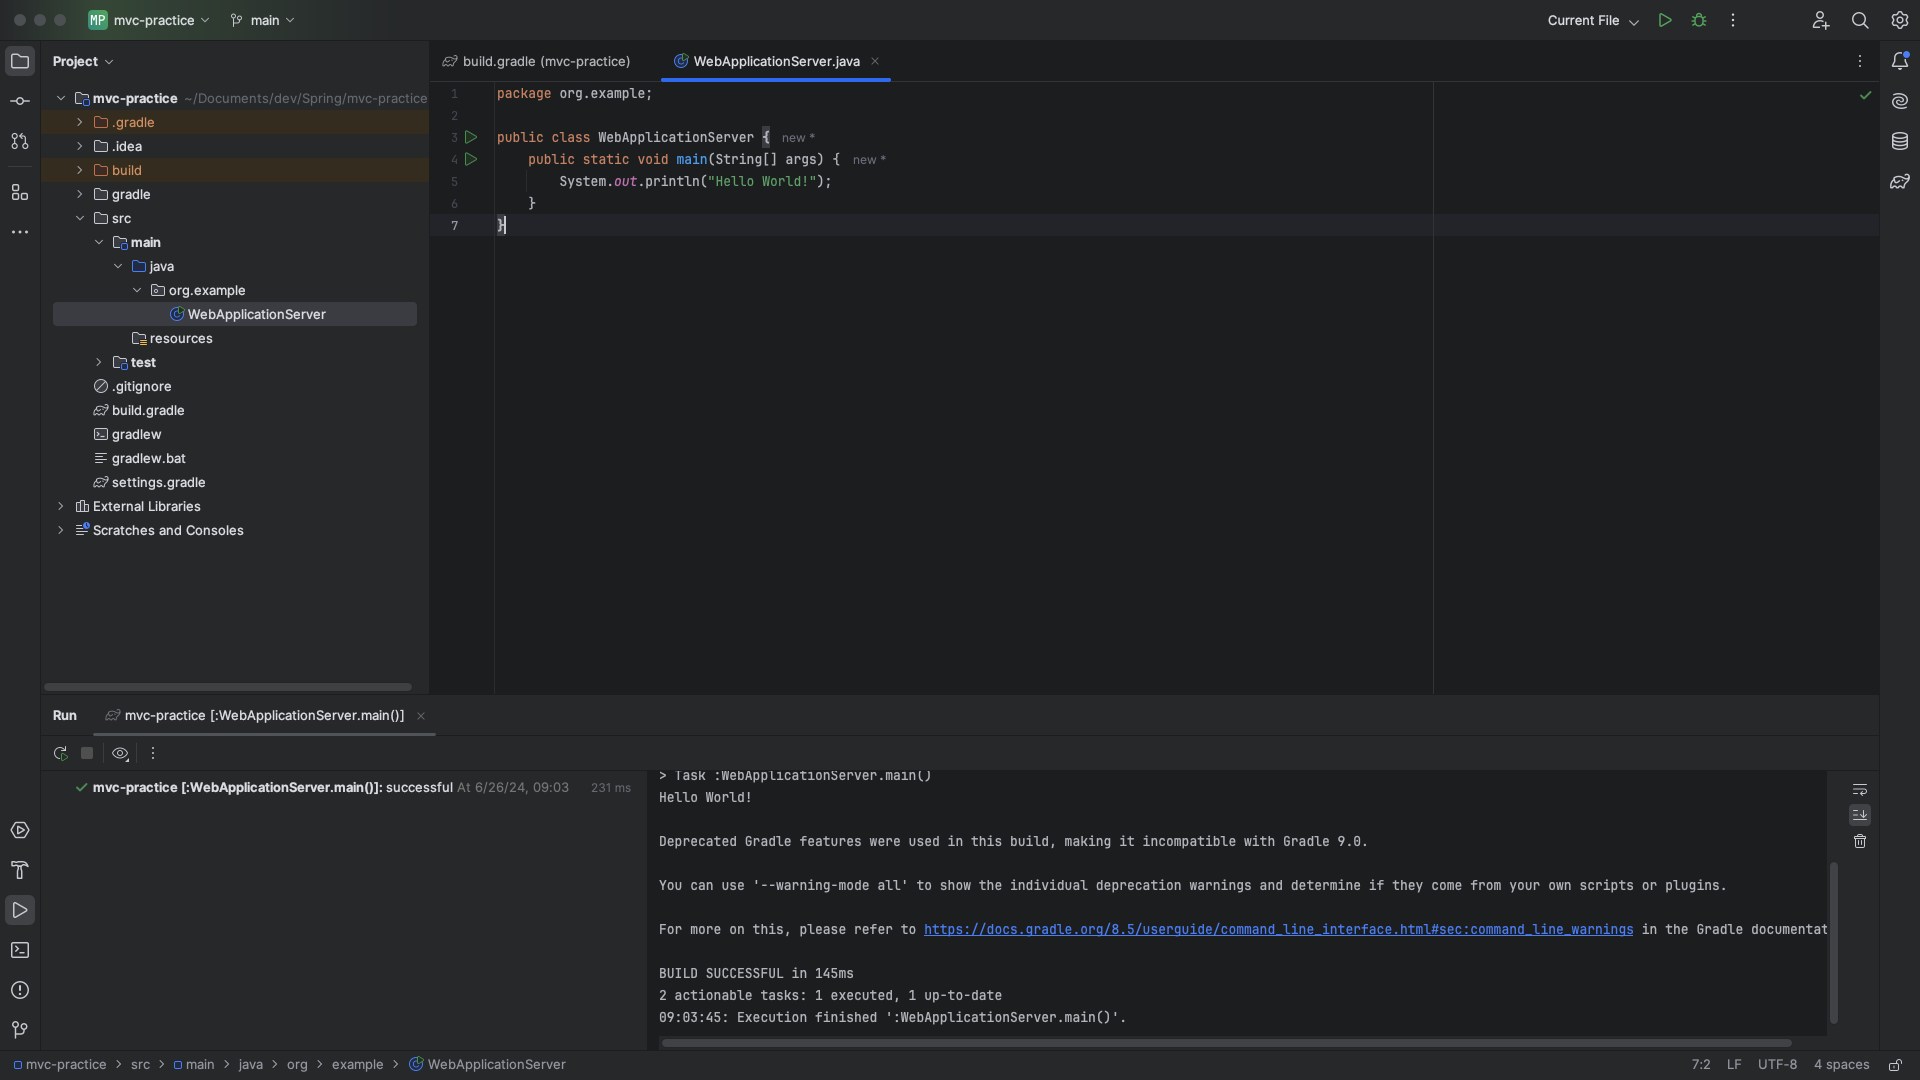 MP mvc-practice main
Current File
Project
build.gradle (mvc-practice) WebApplicationServer.java
mvc-practice ~/Documents/dev/Spring/mvc-practice
.gradle
.idea
build
gradle
src
main
java
org.example
WebApplicationServer
resources
test
.gitignore
build.gradle
gradlew
gradlew.bat
settings.gradle
External Libraries
Scratches and Consoles
1 package org.example;
2
3 public class WebApplicationServer { new *
4 public static void main(String[] args) { new *
5 System.out.println("Hello World!");
6 }
7 }
Run mvc-practice [:WebApplicationServer.main()]
mvc-practice [:WebApplicationServer.main()]: successful At 6/26/24, 09:03 231 ms
> Task :WebApplicationServer.main()
Hello World!
Deprecated Gradle features were used in this build, making it incompatible with Gradle 9.0.
You can use '--warning-mode all' to show the individual deprecation warnings and determine if they come from your own scripts or plugins.
For more on this, please refer to https://docs.gradle.org/8.5/userguide/command_line_interface.html#sec:command_line_warnings in the Gradle documentat
BUILD SUCCESSFUL in 145ms
2 actionable tasks: 1 executed, 1 up-to-date
09:03:45: Execution finished ':WebApplicationServer.main()'.
mvc-practice > src > main > java > org > example > WebApplicationServer
7:2 LF UTF-8 4 spaces